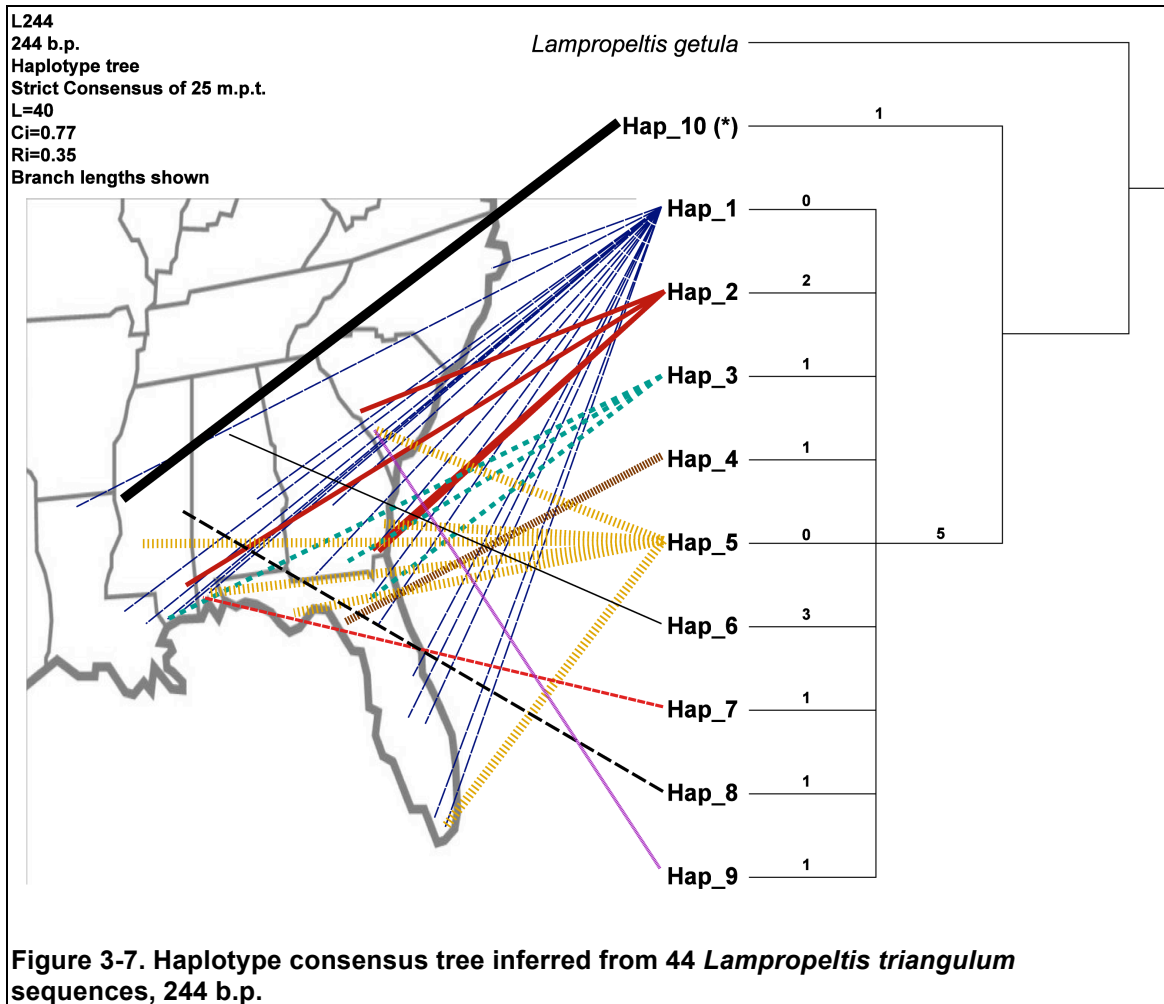 L244
244 b.p.
Haplotype tree
Strict Consensus of 25 m.p.t.
L=40
Ci=0.77
Ri=0.35
Branch lengths shown
Lampropeltis getula
Hap_10 (*) 1
Hap_1 0
Hap_2 2
Hap_3 1
Hap_4 1
Hap_5 0 5
Hap_6 3
Hap_7 1
Hap_8 1
Hap_9 1
Figure 3-7. Haplotype consensus tree inferred from 44 Lampropeltis triangulum
sequences, 244 b.p.